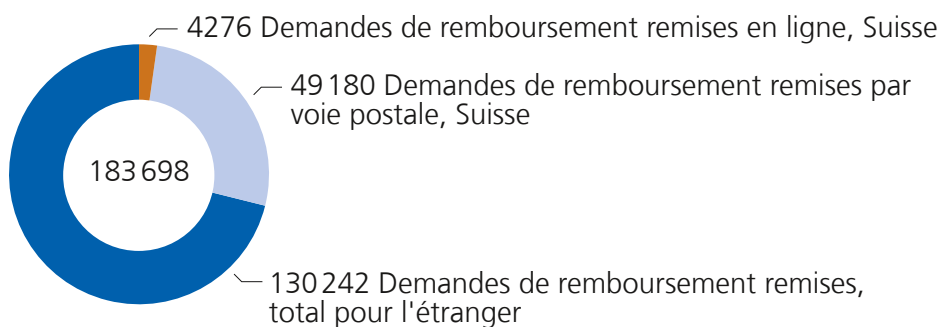 4276 Demandes de remboursement remises en ligne, Suisse
49 180 Demandes de remboursement remises par
voie postale, Suisse
183 698
130 242 Demandes de remboursement remises,
total pour l'étranger